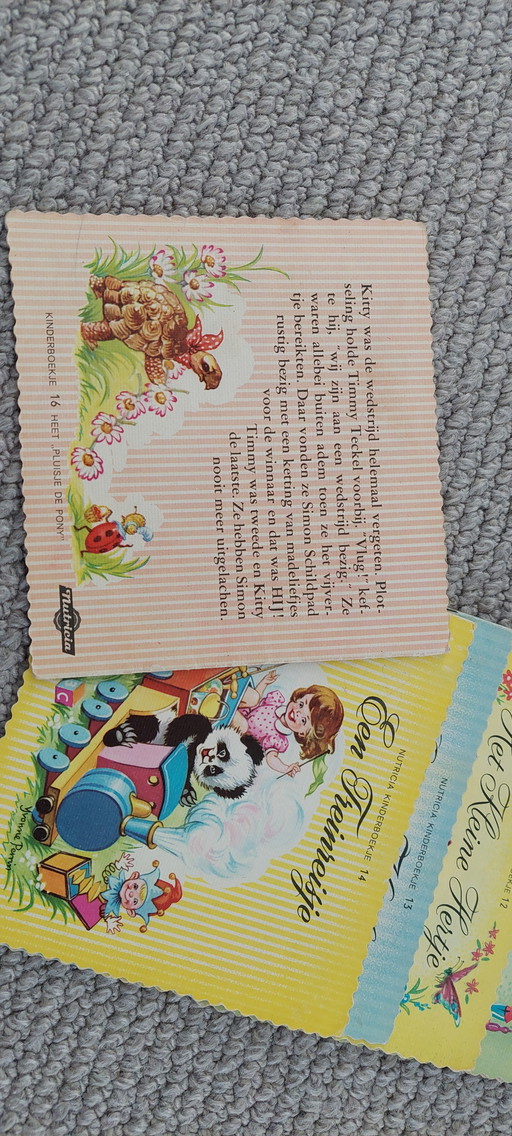 Kitty was de wedstrijd helemaal vergeten. Plot-
seling holde Timmy Teckel voorbij. "Vlug!" kef-
te hij, "wij zijn aan een wedstrijd bezig." Ze
waren allebei buiten adem toen ze het vijver-
tje bereikten. Daar vonden ze Simon Schildpad
rustig bezig met een ketting van madeliefjes
voor de winnaar en dat was HIJ!
Timmy was tweede en Kitty
de laatste. Ze hebben Simon
nooit meer uitgelachen.
KINDERBOEKJE 16 HEET „PLUISJE DE PONY"
Nutricia
NUTRICIA KINDERBOEKJE 14
Een Treinreisje
C
Yvonne Perrin
NUTRICIA KINDERBOEKJE 13
12
Het Kleine Hertje